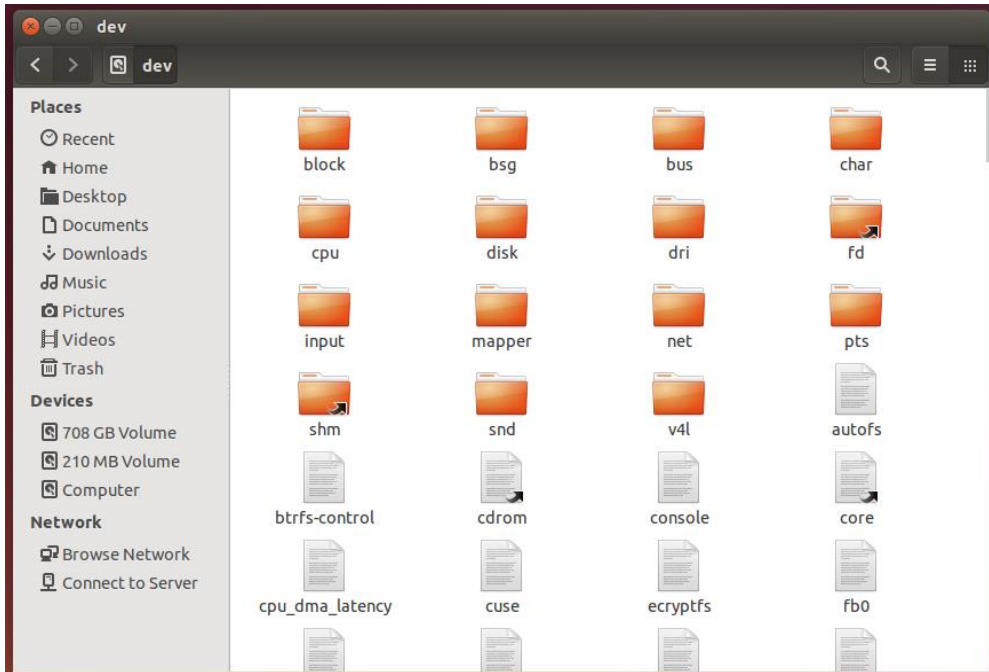 dev
dev
Places
Recent
Home
Desktop
Documents
Downloads
Music
Pictures
Videos
Trash
Devices
708 GB Volume
210 MB Volume
Computer
Network
Browse Network
Connect to Server
block bsg bus char
cpu disk dri fd
input mapper net pts
shm snd v4l autofs
btrfs-control cdrom console core
cpu_dma_latency cuse ecryptfs fb0